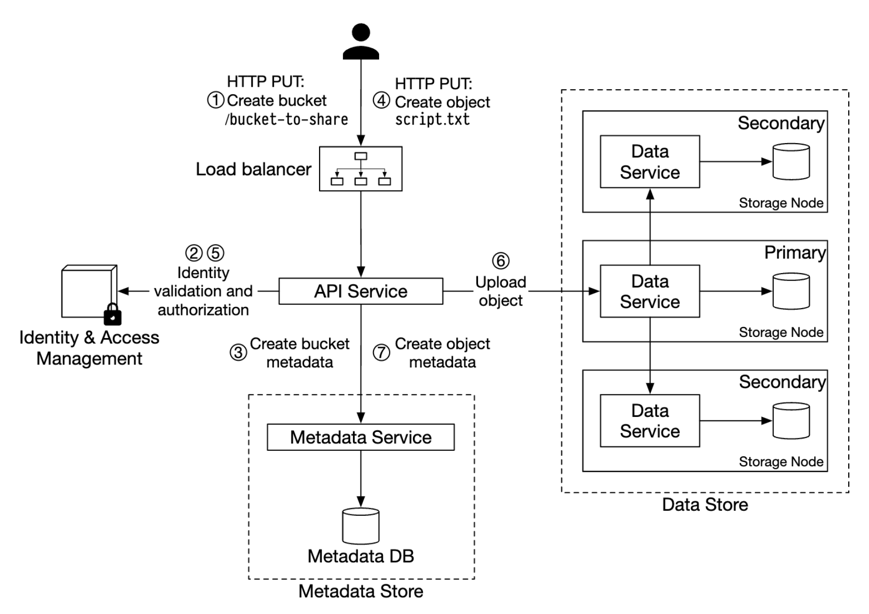 HTTP PUT:
① Create bucket
/bucket-to-share
HTTP PUT:
④ Create object
script.txt
Load balancer
② ⑤
Identity
validation and
authorization
API Service
⑥
Upload
object
Identity & Access
Management
③ Create bucket
metadata
⑦ Create object
metadata
Metadata Service
Metadata DB
Metadata Store
Secondary
Data
Service
Storage Node
Primary
Data
Service
Storage Node
Secondary
Data
Service
Storage Node
Data Store